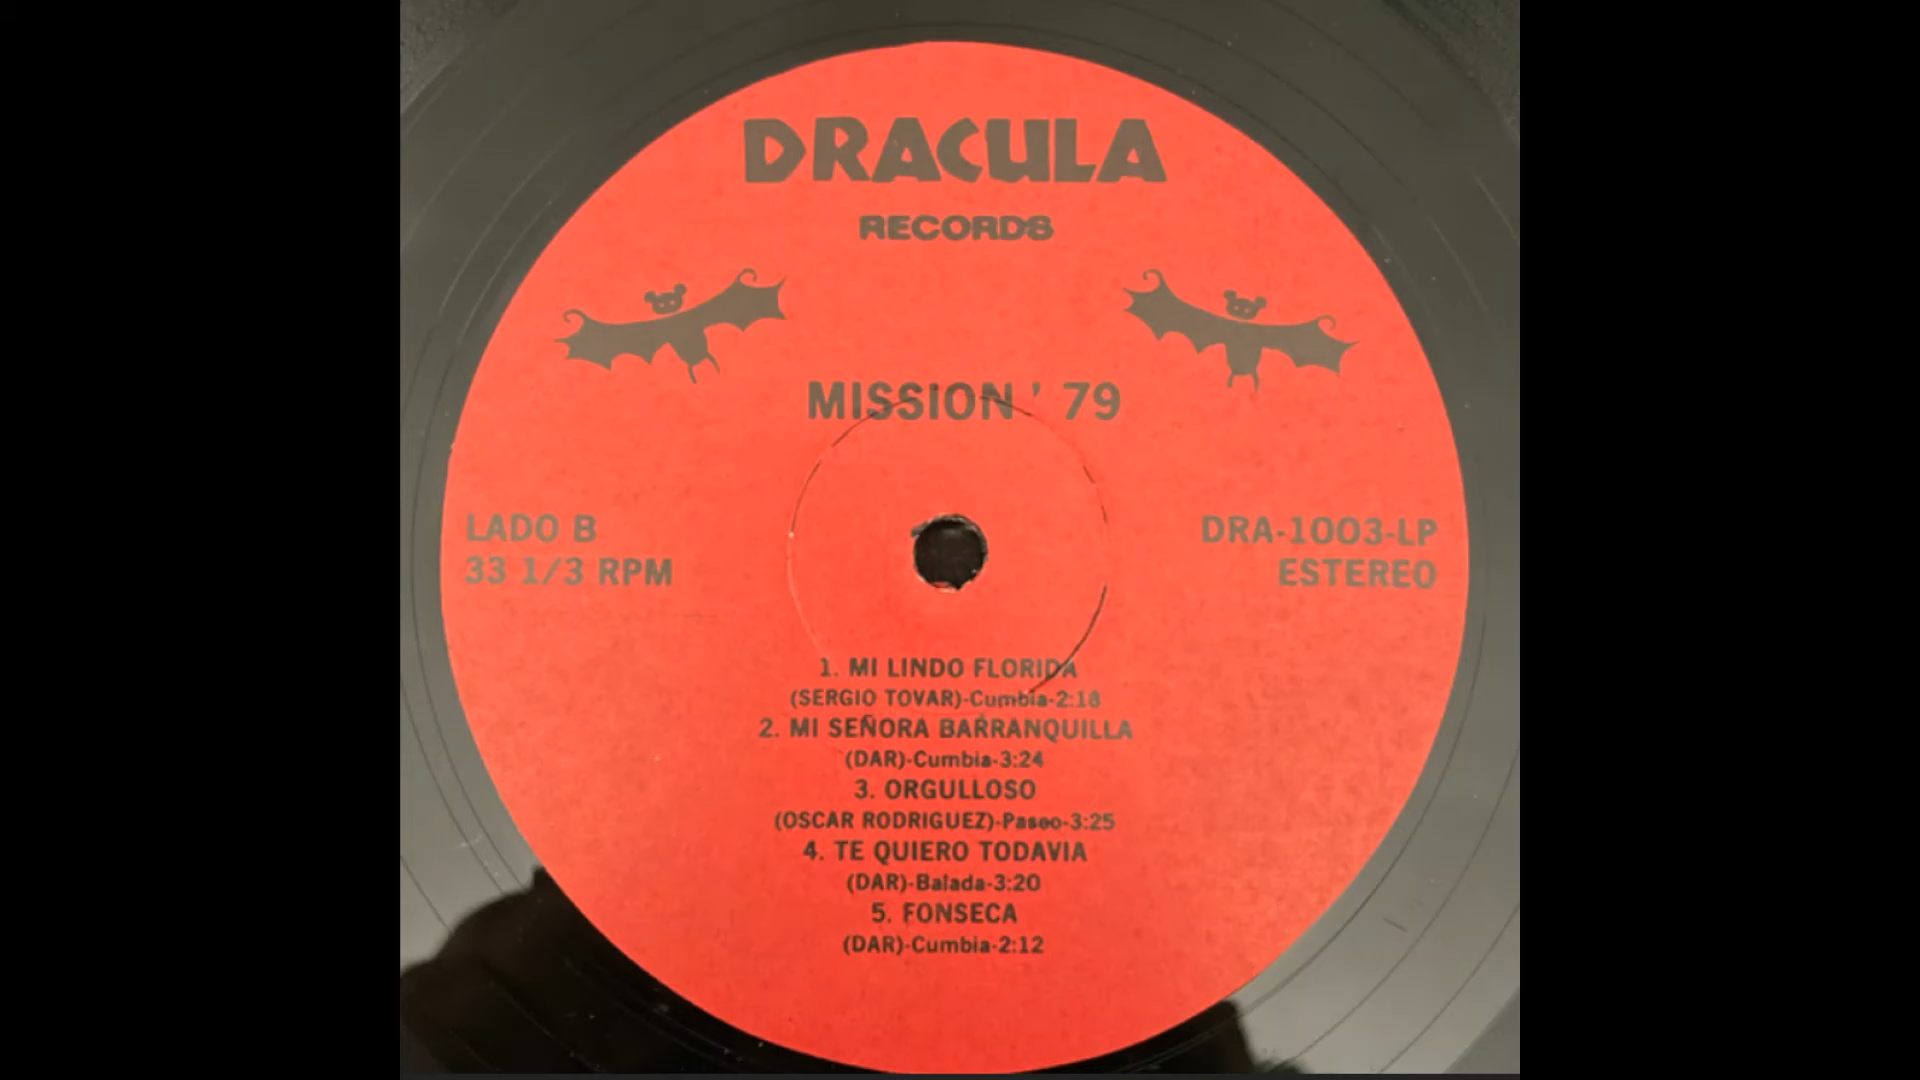 DRACULA
RECORDS
MISSION ' 79
LADO B
33 1/3 RPM
DRA-1003-LP
ESTEREO
1. MI LINDO FLORIDA
(SERGIO TOVAR)-Cumbia-2:18
2. MI SEÑORA BARRANQUILLA
(DAR)-Cumbia-3:24
3. ORGULLOSO
(OSCAR RODRIGUEZ)-Paseo-3:25
4. TE QUIERO TODAVIA
(DAR)-Balada-3:20
5. FONSECA
(DAR)-Cumbia-2:12